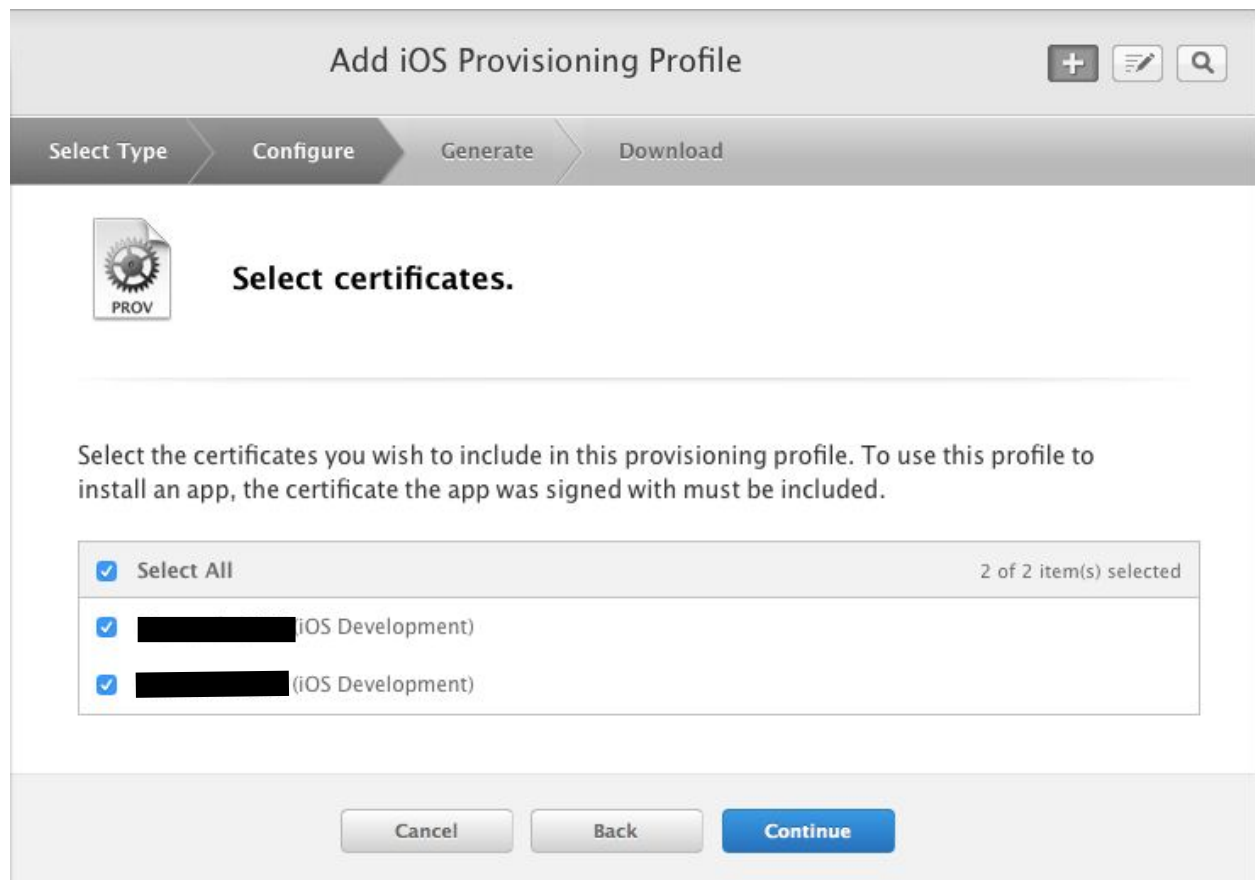 Add iOS Provisioning Profile
Select Type Configure Generate Download
PROV
Select certificates.
Select the certificates you wish to include in this provisioning profile. To use this profile to
install an app, the certificate the app was signed with must be included.
Select All 2 of 2 item(s) selected
(iOS Development)
(iOS Development)
Cancel Back Continue